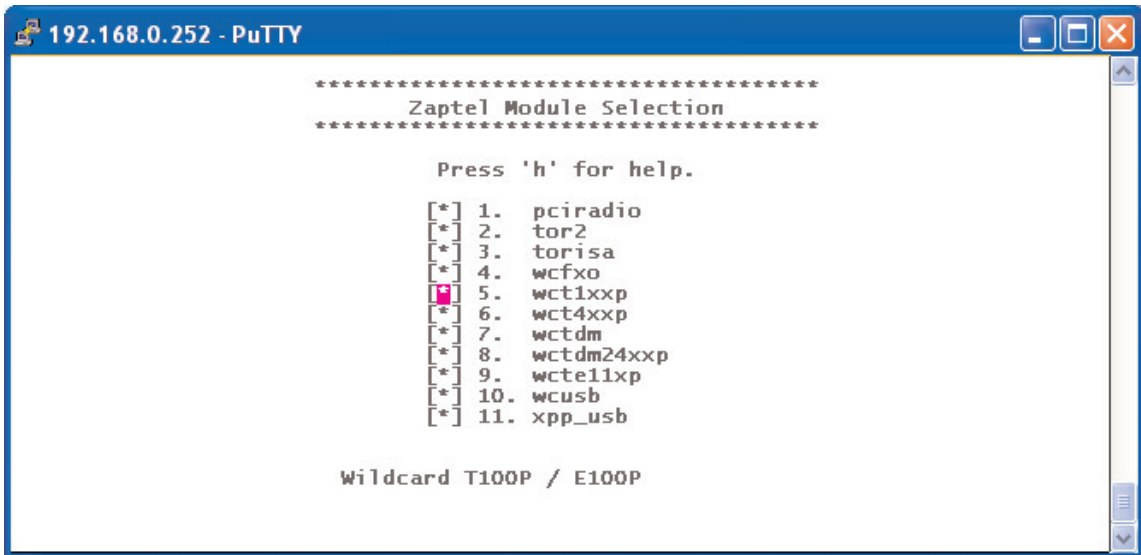 192.168.0.252 - PuTTY
*************************************
Zaptel Module Selection
*************************************
Press 'h' for help.
[*] 1. pciradio
[*] 2. tor2
[*] 3. torisa
[*] 4. wcfxo
[*] 5. wct1xxp
[*] 6. wct4xxp
[*] 7. wctdm
[*] 8. wctdm24xxp
[*] 9. wcte11xp
[*] 10. wcusb
[*] 11. xpp_usb
Wildcard T100P / E100P